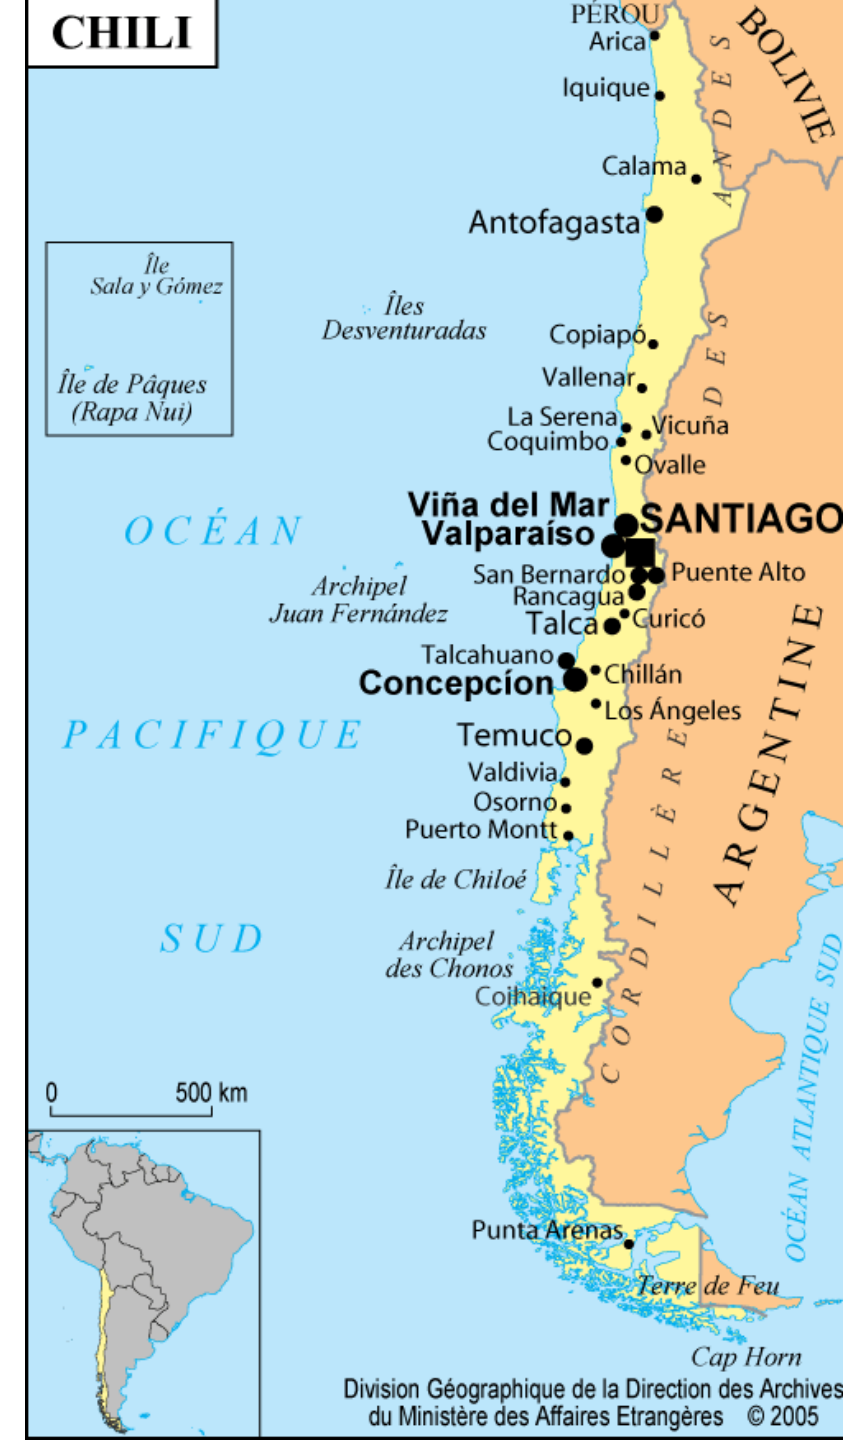 CHILI
PÉROU
Arica
BOLIVIE
Iquique
ANDES
Calama
Antofagasta
Île
Sala y Gómez
Îles
Desventuradas
Copiapó
DES
Île de Pâques
(Rapa Nui)
Vallenar
La Serena
Vicuña
Coquimbo
Ovalle
Viña del Mar
SANTIAGO
OCÉAN
Valparaíso
San Bernardo
Puente Alto
Archipel
Juan Fernández
Rancagua
Curicó
Talca
Talcahuano
Chillán
Concepcíon
Los Ángeles
ARGENTINE
PACIFIQUE
Temuco
Valdivia
Osorno
Puerto Montt
CORDILLÈRE
Île de Chiloé
SUD
Archipel
des Chonos
Coihaique
OCÉAN ATLANTIQUE SUD
0 500 km
Punta Arenas
Terre de Feu
Cap Horn
Division Géographique de la Direction des Archives
du Ministère des Affaires Etrangères © 2005